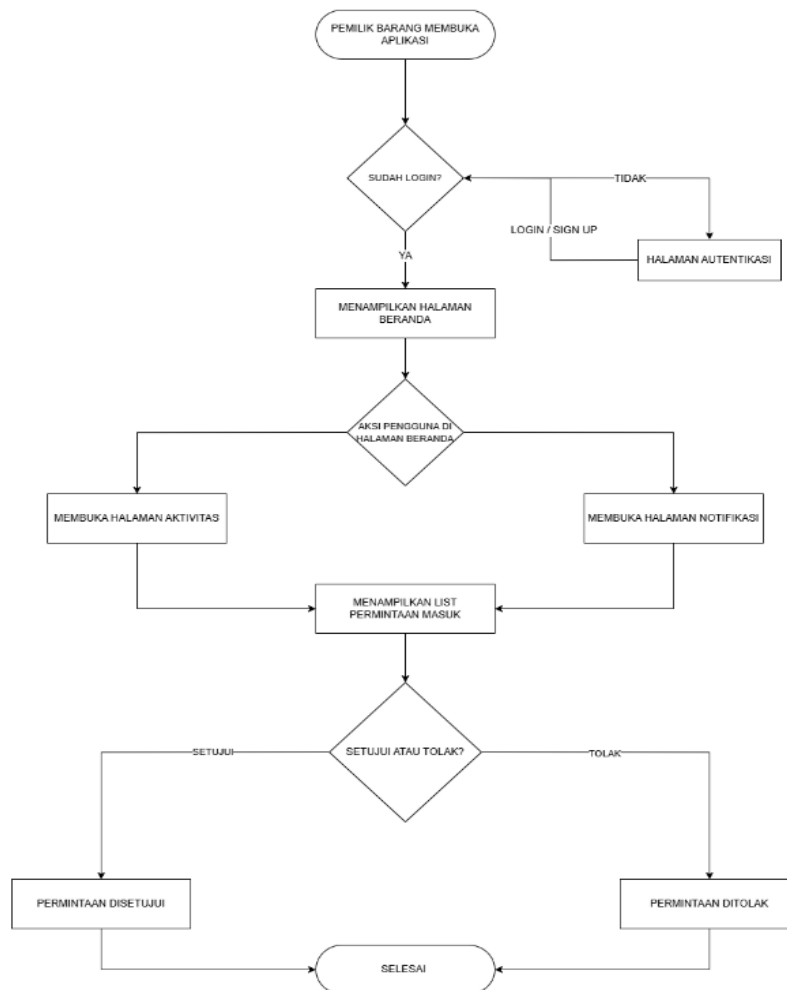 PEMILIK BARANG MEMBUKA
APLIKASI
SUDAH LOGIN?
TIDAK
LOGIN / SIGN UP
HALAMAN AUTENTIKASI
YA
MENAMPILKAN HALAMAN
BERANDA
AKSI PENGGUNA DI
HALAMAN BERANDA
MEMBUKA HALAMAN AKTIVITAS
MEMBUKA HALAMAN NOTIFIKASI
MENAMPILKAN LIST
PERMINTAAN MASUK
SETUJUI
SETUJUI ATAU TOLAK?
TOLAK
PERMINTAAN DISETUJUI
PERMINTAAN DITOLAK
SELESAI